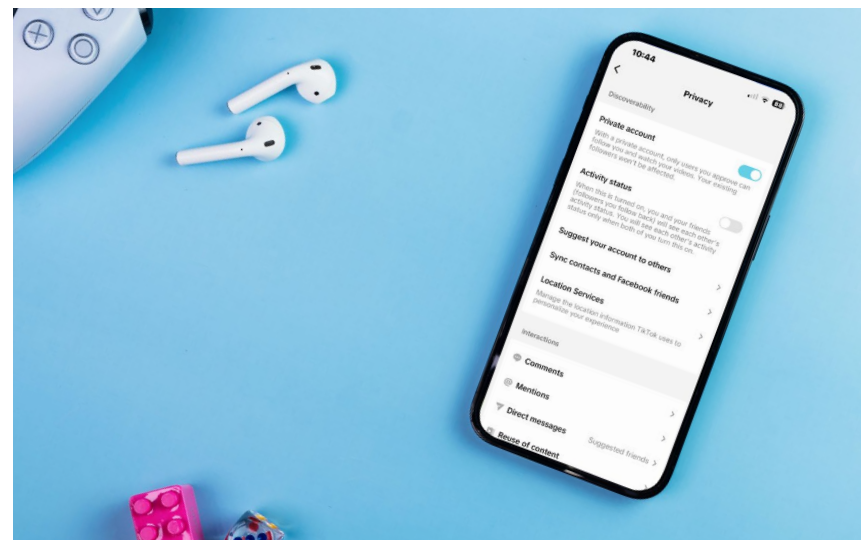 10:44
88
Privacy
Discoverability
Private account
With a private account, only users you approve can
follow you and watch your videos. Your existing
followers won't be affected.
Activity status
When this is turned on, you and your friends
(followers you follow back) will see each other's
activity status. You will see each other's activity
status only when both of you turn this on.
Suggest your account to others
Sync contacts and Facebook friends
Location Services
Manage the location information TikTok uses to
personalize your experience
Interactions
Comments
Mentions
Direct messages
Suggested friends
Reuse of content